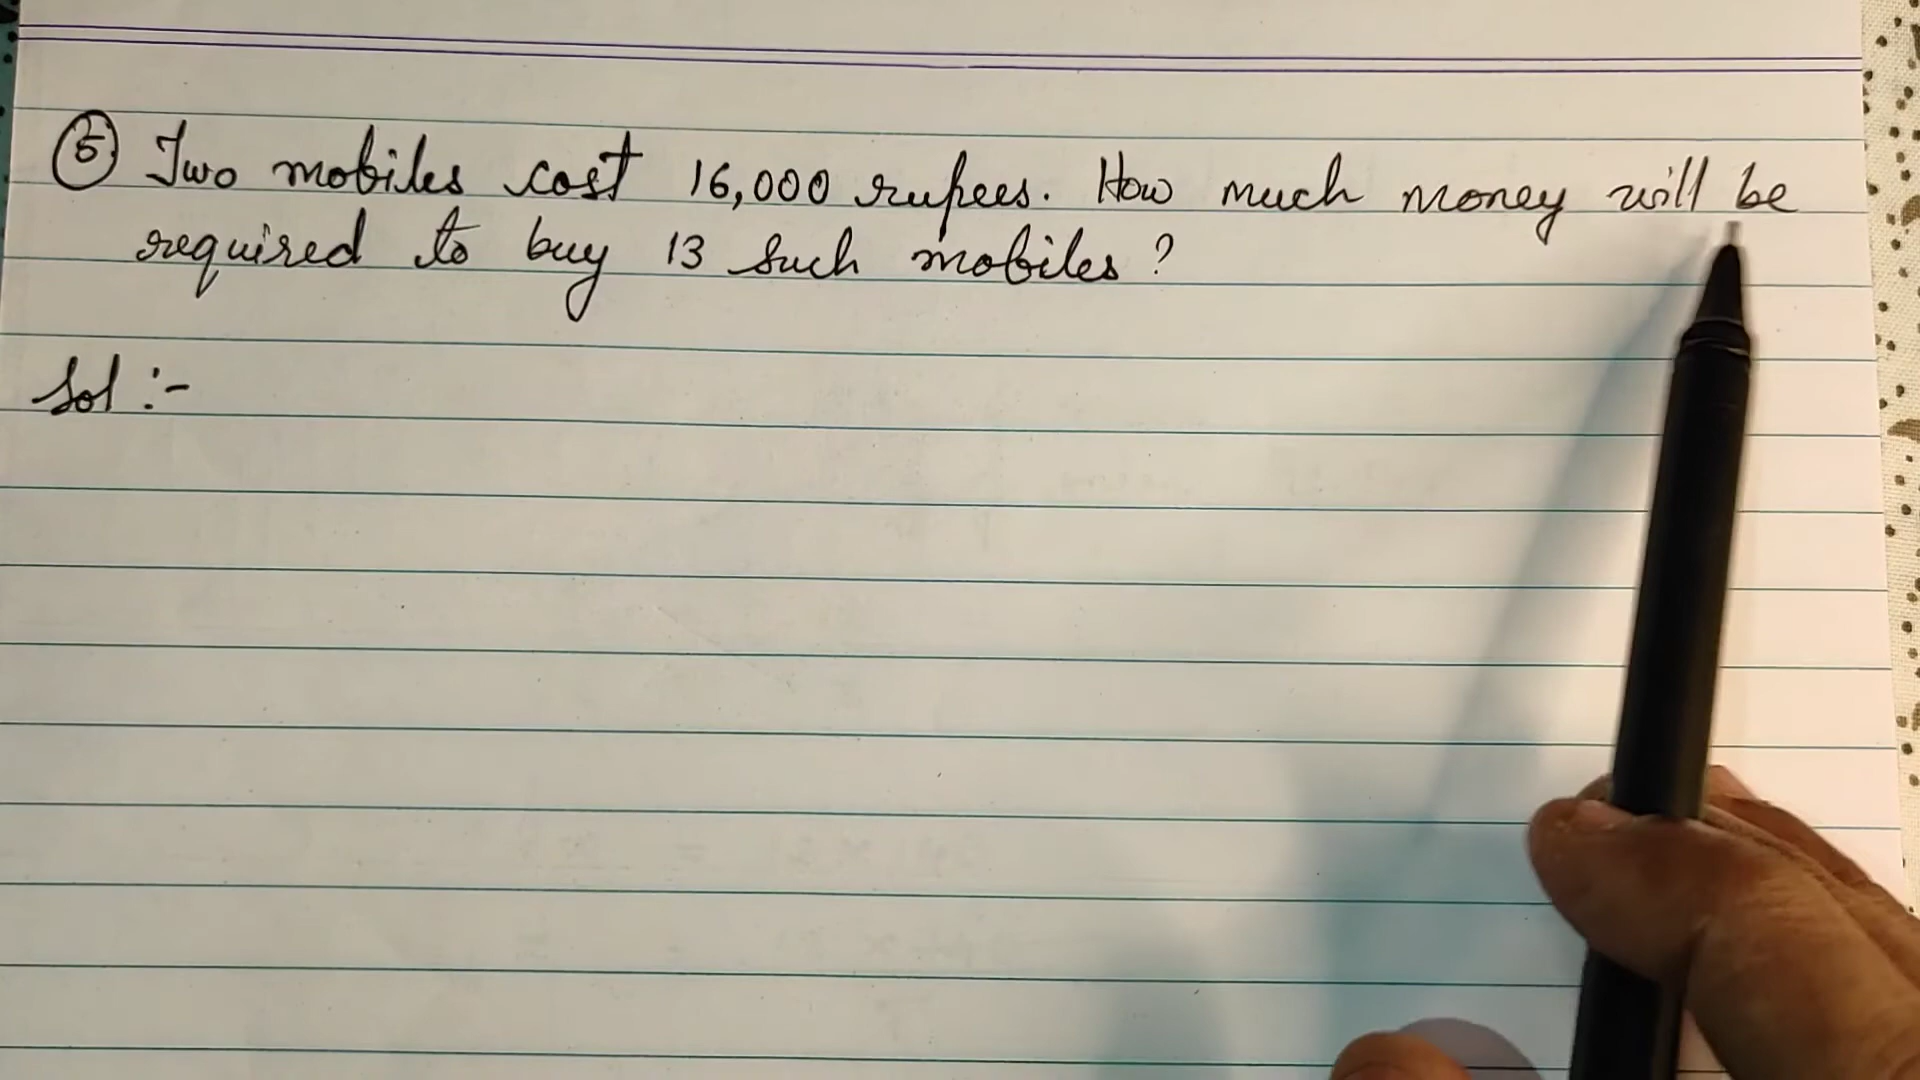 5 Two mobiles cost 16,000 rupees. How much money will be
required to buy 13 such mobiles?
Sol :-